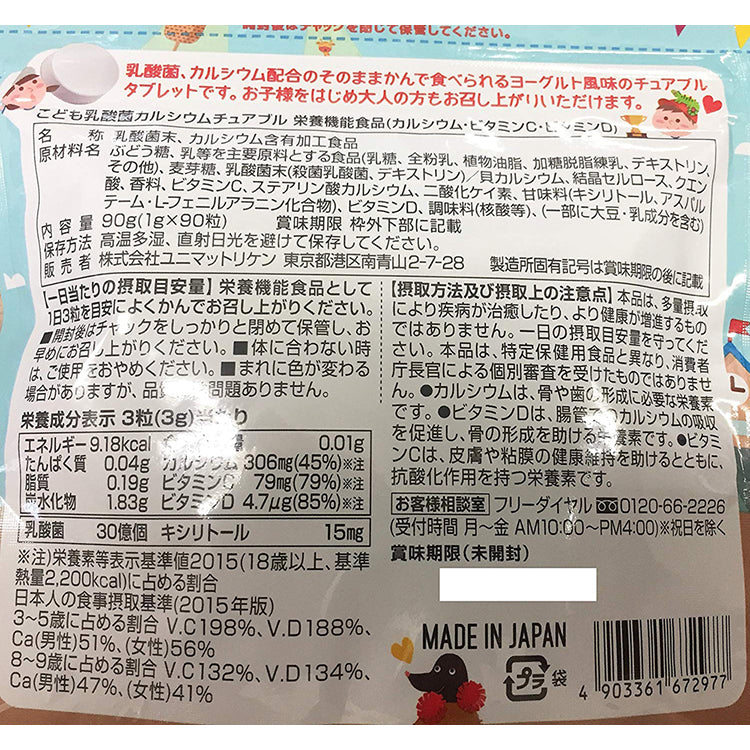 開封後はチャックを閉じて保管してください。
乳酸菌、カルシウム配合のそのままかんで食べられるヨーグルト風味のチュアブル
タブレットです。お子様をはじめ大人の方もお召し上がりいただけます。
こども乳酸菌カルシウムチュアブル 栄養機能食品(カルシウム・ビタミンC・ビタミンD)
名 称 乳酸菌末、カルシウム含有加工食品
原材料名 ぶどう糖、乳等を主要原料とする食品(乳糖、全粉乳、植物油脂、加糖脱脂練乳、デキストリン、
その他)、麦芽糖、乳酸菌末(殺菌乳酸菌、デキストリン)／貝カルシウム、結晶セルロース、クエン
酸、香料、ビタミンC、ステアリン酸カルシウム、二酸化ケイ素、甘味料(キシリトール、アスパル
テーム・L-フェニルアラニン化合物)、ビタミンD、調味料(核酸等)、(一部に大豆・乳成分を含む)
内容量 90g(1g×90粒) 賞味期限 枠外下部に記載
保存方法 高温多湿、直射日光を避けて保存してください。
販売者 株式会社ユニマットリケン 東京都港区南青山2-7-28 製造所固有記号は賞味期限の後に記載
【一日当たりの摂取目安量】栄養機能食品として
1日3粒を目安によくかんでお召し上がりください。
■開封後はチャックをしっかりと閉めて保管し、お
早めにお召し上がりください。■体に合わない時
は、ご使用をおやめください。■まれに色が変わる
場合がありますが、品質 問題ありません。
栄養成分表示 3粒(3g)当たり
エネルギー 9.18kcal 0.01g
たんぱく質 0.04g カルシウム 306mg(45%)※注
脂質 0.19g ビタミンC 79mg(79%)※注
炭水化物 1.83g ビタミンD 4.7μg(85%)※注
乳酸菌 30億個 キシリトール 15mg
※注)栄養素等表示基準値2015(18歳以上、基準
熱量2,200kcal)に占める割合
日本人の食事摂取基準(2015年版)
3〜5歳に占める割合 V.C198%、V.D188%、
Ca(男性)51%、(女性)56%
8〜9歳に占める割合 V.C132%、V.D134%、
Ca(男性)47%、(女性)41%
【摂取方法及び摂取上の注意点】本品は、多量摂取
により疾病が治癒したり、より健康が増進するもの
ではありません。一日の摂取目安量を守ってくだ
さい。本品は、特定保健用食品と異なり、消費者
庁長官による個別審査を受けたものではありませ
ん。●カルシウムは、骨や歯の形成に必要な栄養素
です。●ビタミンDは、腸管でのカルシウムの吸収
を促進し、骨の形成を助ける栄養素です。●ビタミ
ンCは、皮膚や粘膜の健康維持を助けるとともに、
抗酸化作用を持つ栄養素です。
お客様相談室 フリーダイヤル 0120-66-2226
(受付時間 月〜金 AM10:00〜PM4:00)※祝日を除く
賞味期限(未開封)
MADE IN JAPAN
プラ 袋
4 903361 672977